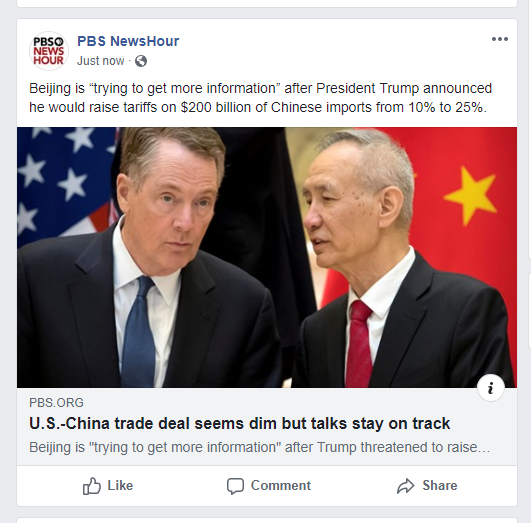 PBS
NEWS
HOUR
PBS NewsHour
Just now ·
Beijing is “trying to get more information” after President Trump announced
he would raise tariffs on $200 billion of Chinese imports from 10% to 25%.
i
PBS.ORG
U.S.-China trade deal seems dim but talks stay on track
Beijing is "trying to get more information" after Trump threatened to raise…
Like
Comment
Share